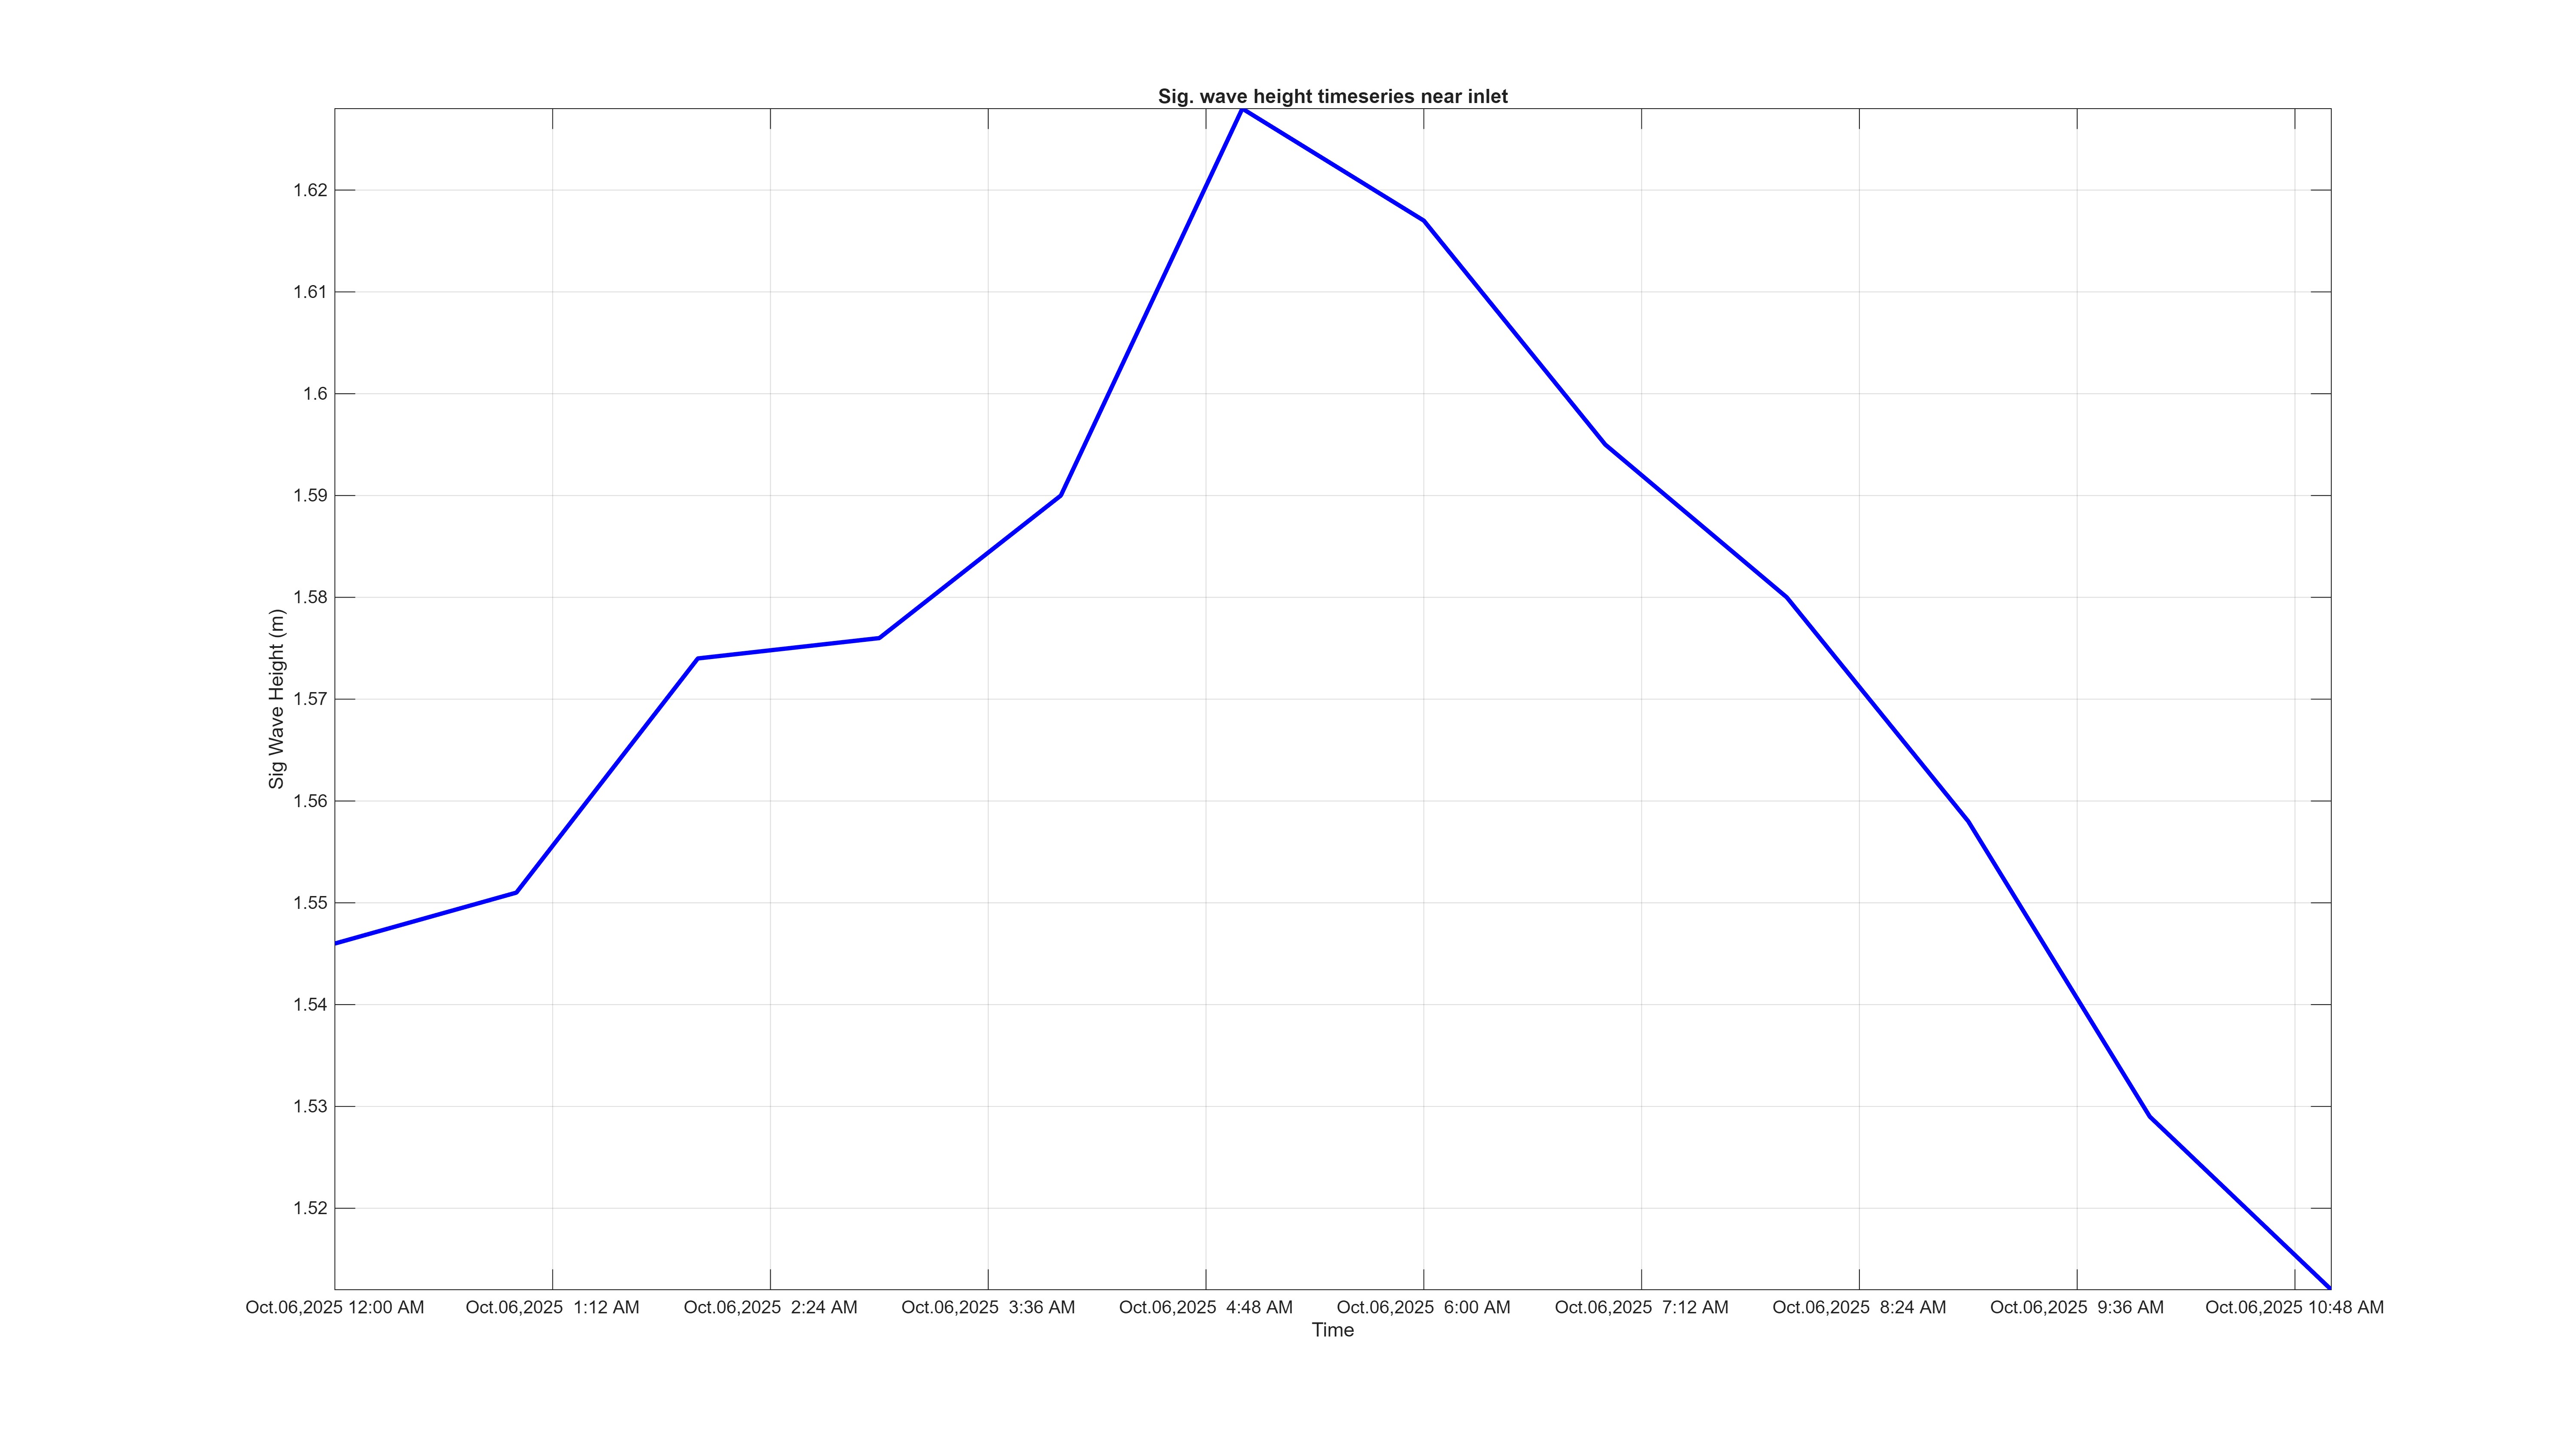 Sig. wave height timeseries near inlet
1.62
1.61
1.6
1.59
1.58
1.57
1.56
1.55
1.54
1.53
1.52
Sig Wave Height (m)
Oct.06,2025 12:00 AM
Oct.06,2025  1:12 AM
Oct.06,2025  2:24 AM
Oct.06,2025  3:36 AM
Oct.06,2025  4:48 AM
Oct.06,2025  6:00 AM
Oct.06,2025  7:12 AM
Oct.06,2025  8:24 AM
Oct.06,2025  9:36 AM
Oct.06,2025 10:48 AM
Time